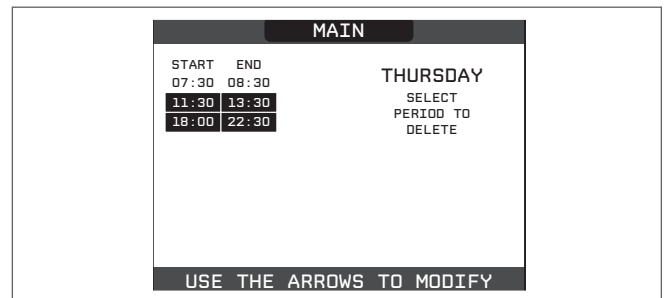 MAIN
START END
07:30 08:30
11:30 13:30
18:00 22:30
THURSDAY
SELECT
PERIOD TO
DELETE
USE THE ARROWS TO MODIFY